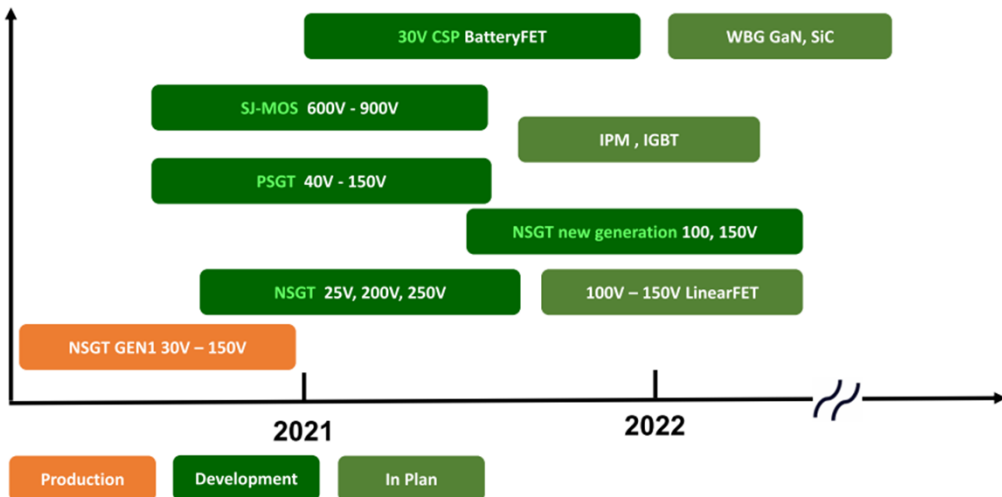 30V CSP BatteryFET
WBG GaN, SiC
SJ-MOS 600V - 900V
IPM , IGBT
PSGT 40V - 150V
NSGT new generation 100, 150V
NSGT 25V, 200V, 250V
100V – 150V LinearFET
NSGT GEN1 30V – 150V
2021
2022
Production
Development
In Plan